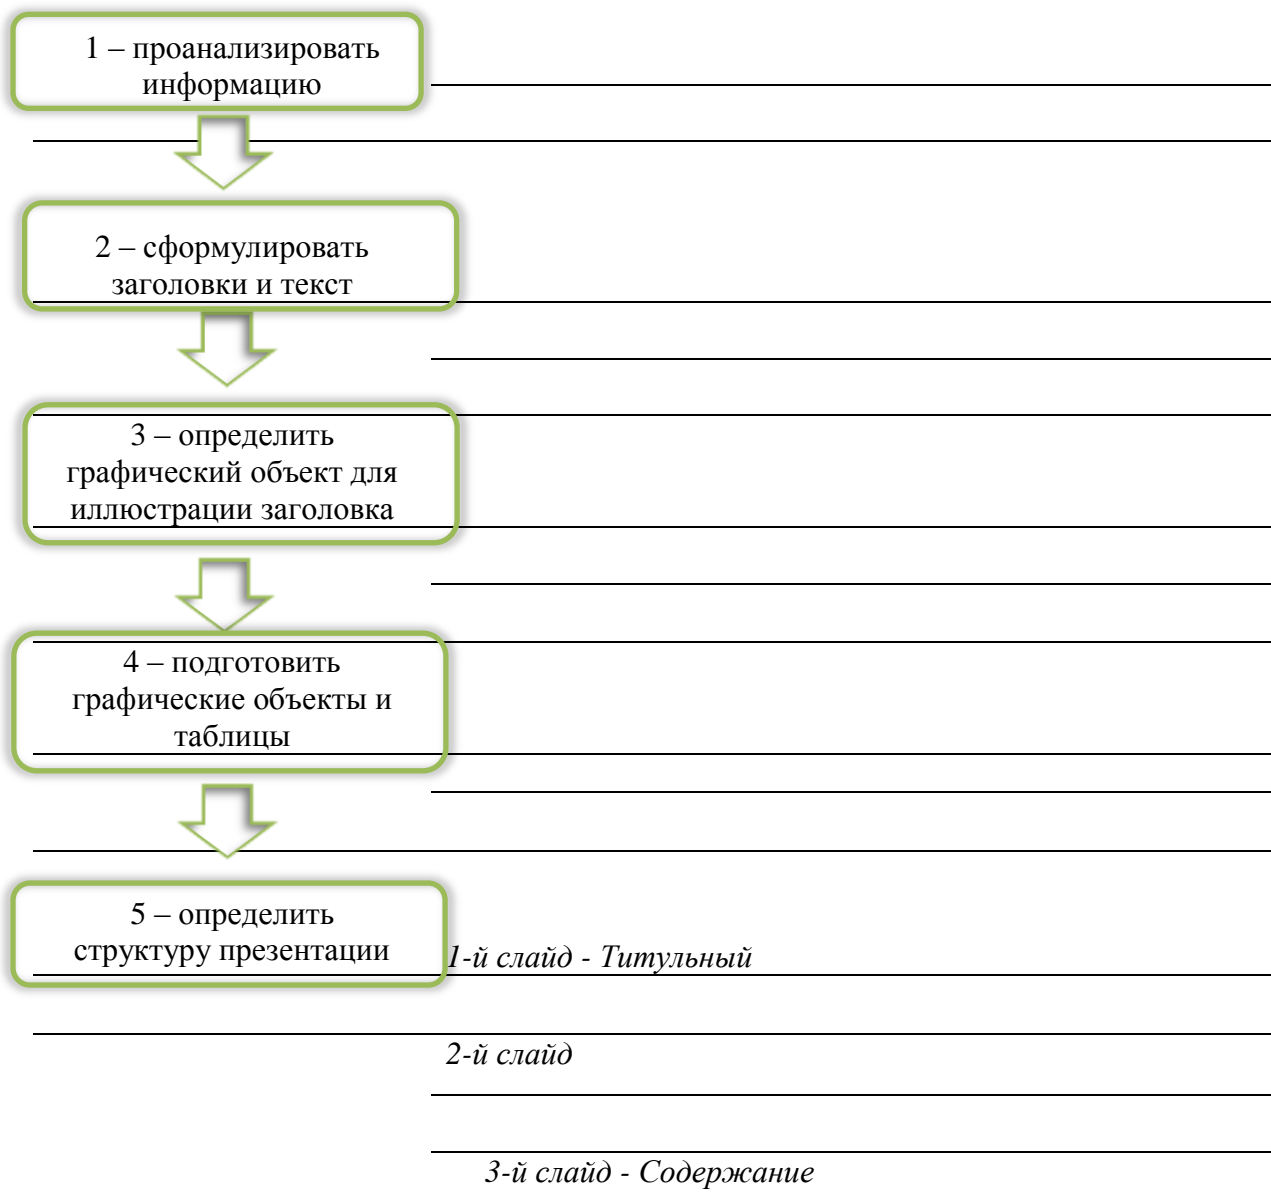 1 – проанализировать
информацию
2 – сформулировать
заголовки и текст
3 – определить
графический объект для
иллюстрации заголовка
4 – подготовить
графические объекты и
таблицы
5 – определить
структуру презентации
1-й слайд - Титульный
2-й слайд
3-й слайд - Содержание